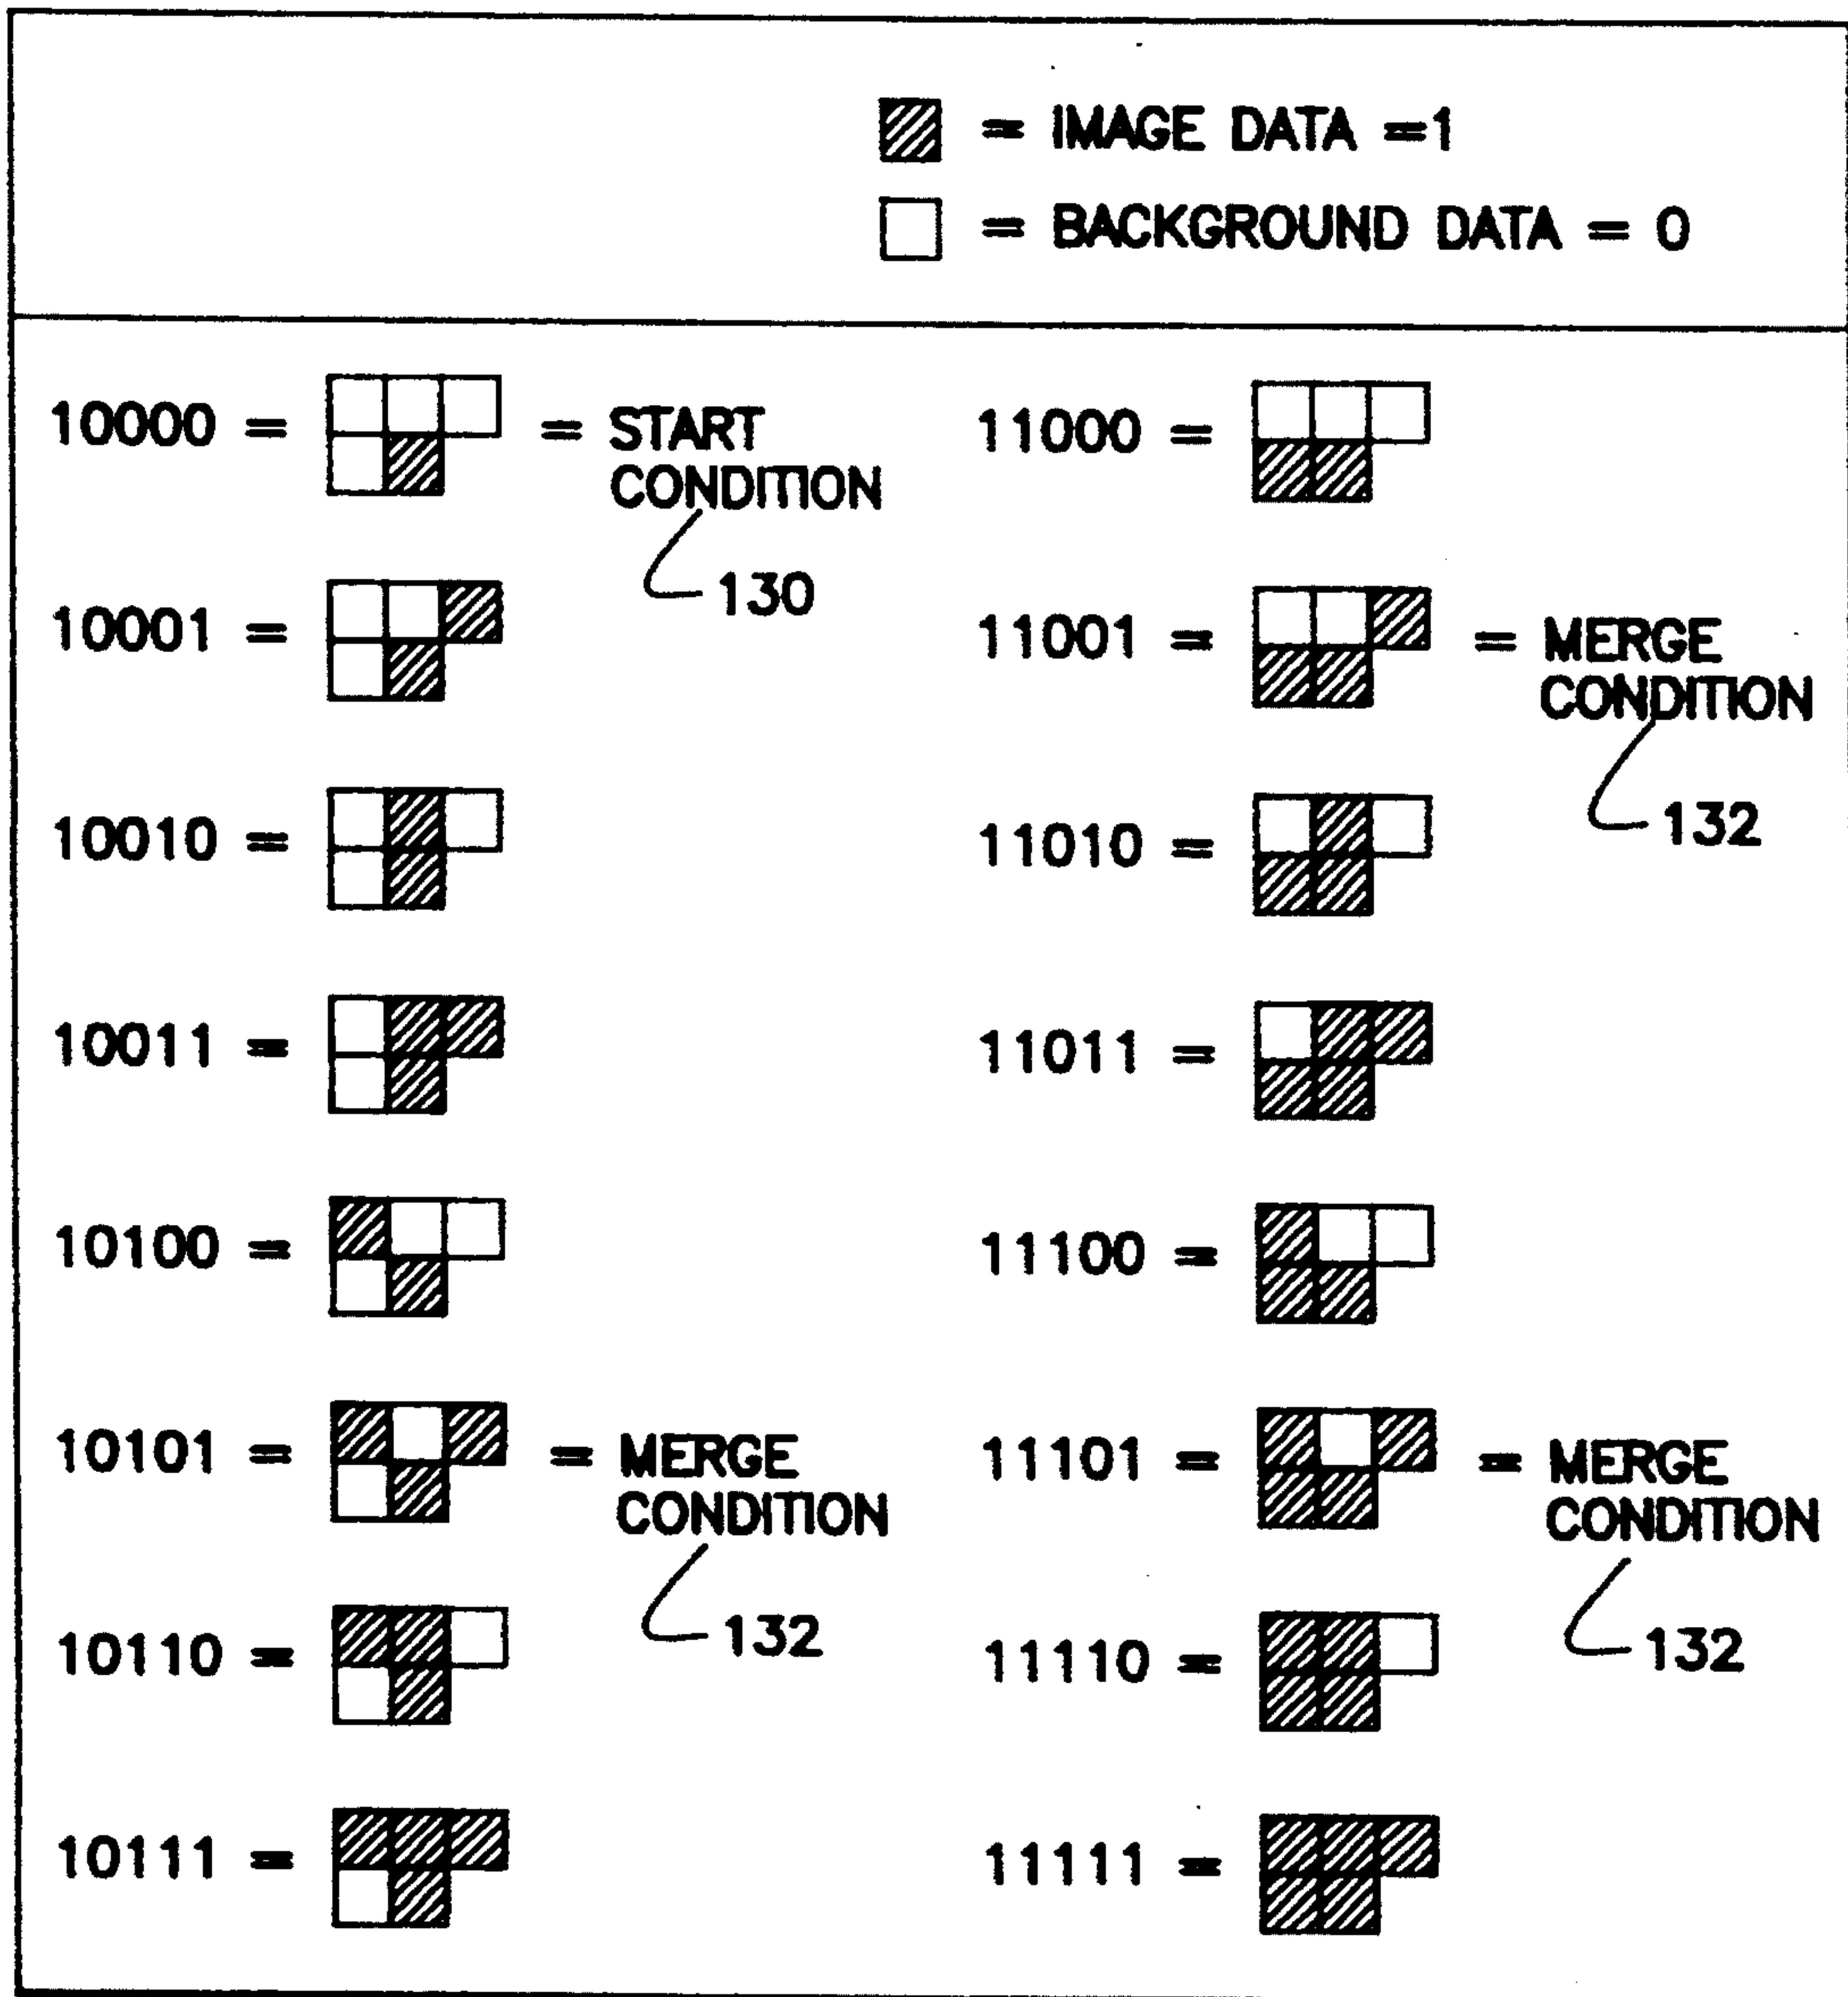 = IMAGE DATA =1
= BACKGROUND DATA = 0
10000 = = START
CONDITION
130
10001 =
10010 =
10011 =
10100 =
10101 = = MERGE
CONDITION
132
10110 =
10111 =
11000 =
11001 = = MERGE
CONDITION
132
11010 =
11011 =
11100 =
11101 = = MERGE
CONDITION
132
11110 =
11111 =